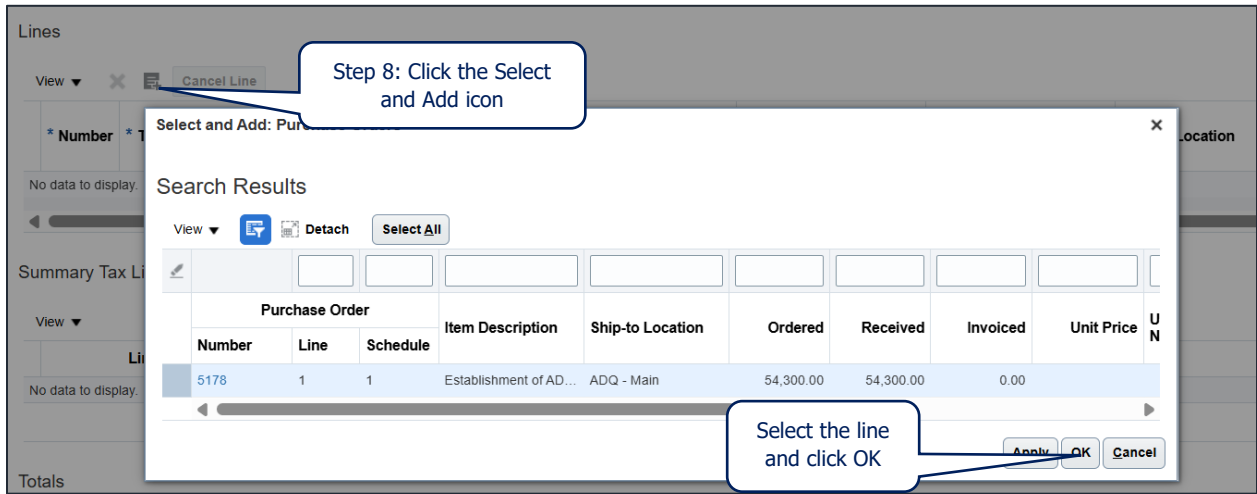 Lines
View
Cancel Line
Step 8: Click the Select
and Add icon
* Number
Location
No data to display.
Select and Add: Purchase Orders
Search Results
View
Detach
Select All
Purchase Order
Number
Line
Schedule
Item Description
Ship-to Location
Ordered
Received
Invoiced
Unit Price
5178
1
1
Establishment of AD...
ADQ - Main
54,300.00
54,300.00
0.00
Summary Tax Li
View
No data to display.
Select the line
and click OK
Apply
OK
Cancel
Totals